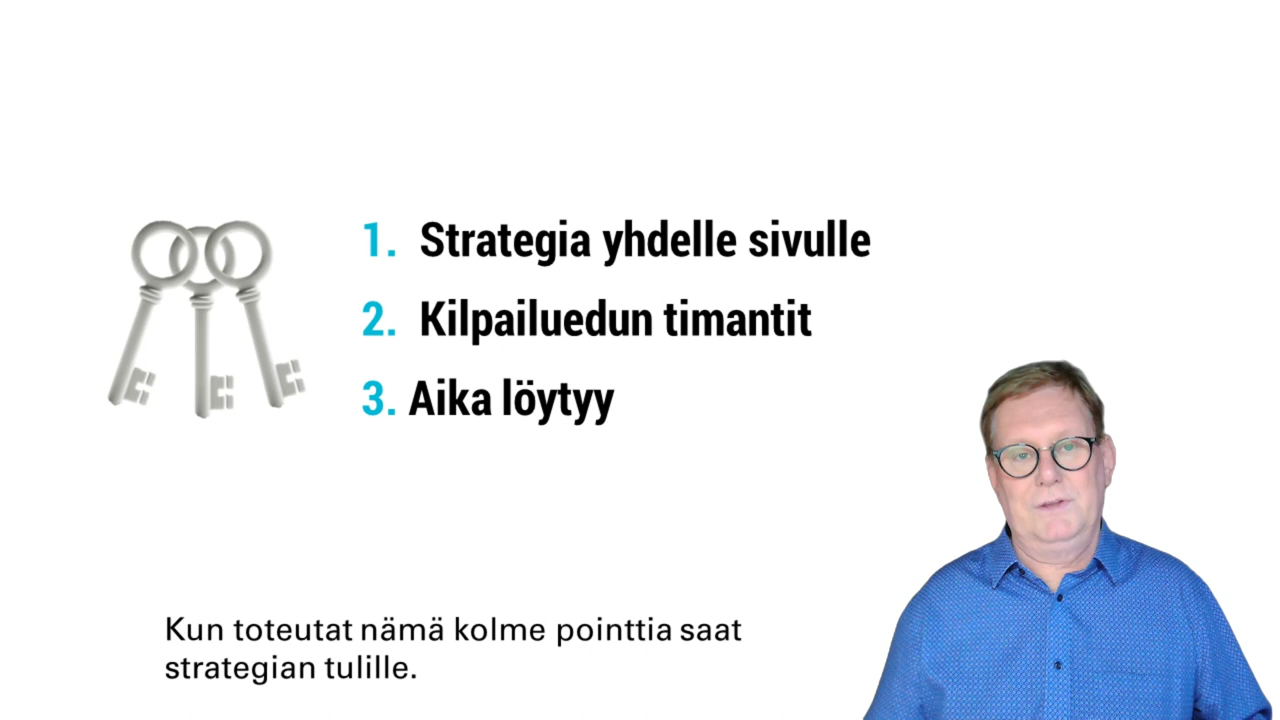 1. Strategia yhdelle sivulle
2. Kilpailuedun timantit
3. Aika löytyy
Kun toteutat nämä kolme pointtia saat
strategian tulille.